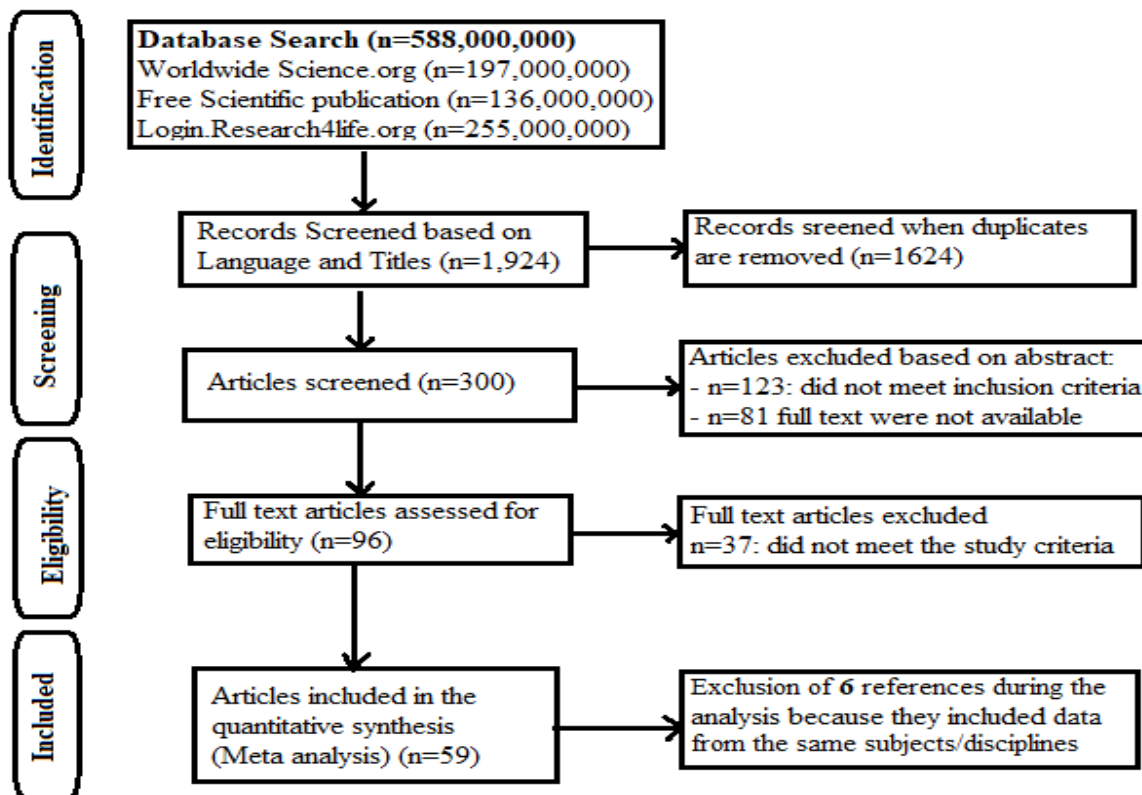 Identification
Database Search (n=588,000,000)
Worldwide Science.org (n=197,000,000)
Free Scientific publication (n=136,000,000)
Login.Research4life.org (n=255,000,000)
Screening
Records Screened based on
Language and Titles (n=1,924)
Records sreened when duplicates
are removed (n=1624)
Articles screened (n=300)
Articles excluded based on abstract:
- n=123: did not meet inclusion criteria
- n=81 full text were not available
Eligibility
Full text articles assessed for
eligibility (n=96)
Full text articles excluded
n=37: did not meet the study criteria
Included
Articles included in the
quantitative synthesis
(Meta analysis) (n=59)
Exclusion of 6 references during the
analysis because they included data
from the same subjects/disciplines